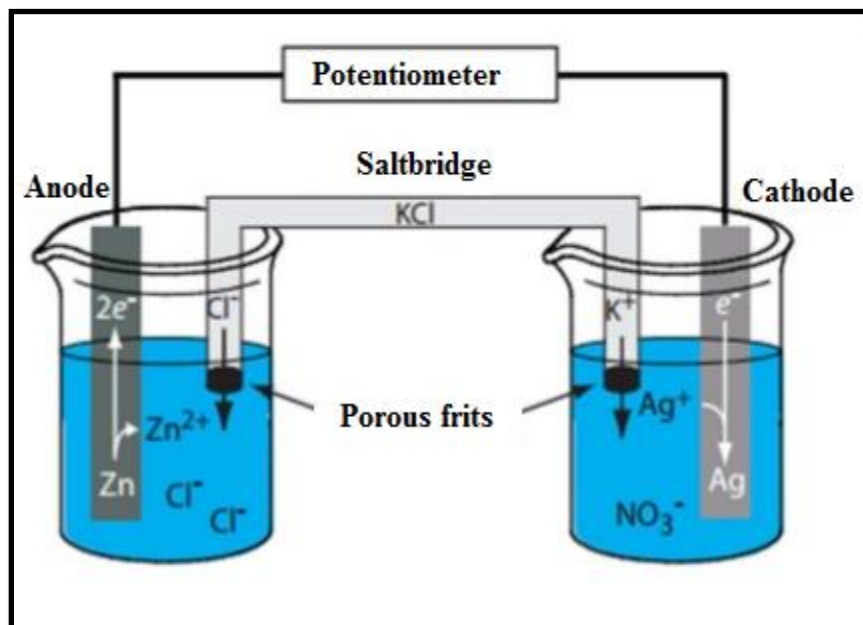 Potentiometer
Saltbridge
Anode
Cathode
KCl
2e⁻
Cl⁻
K⁺
e⁻
Porous frits
Zn²⁺
Ag⁺
Zn
Cl⁻
Cl⁻
NO₃⁻
Ag